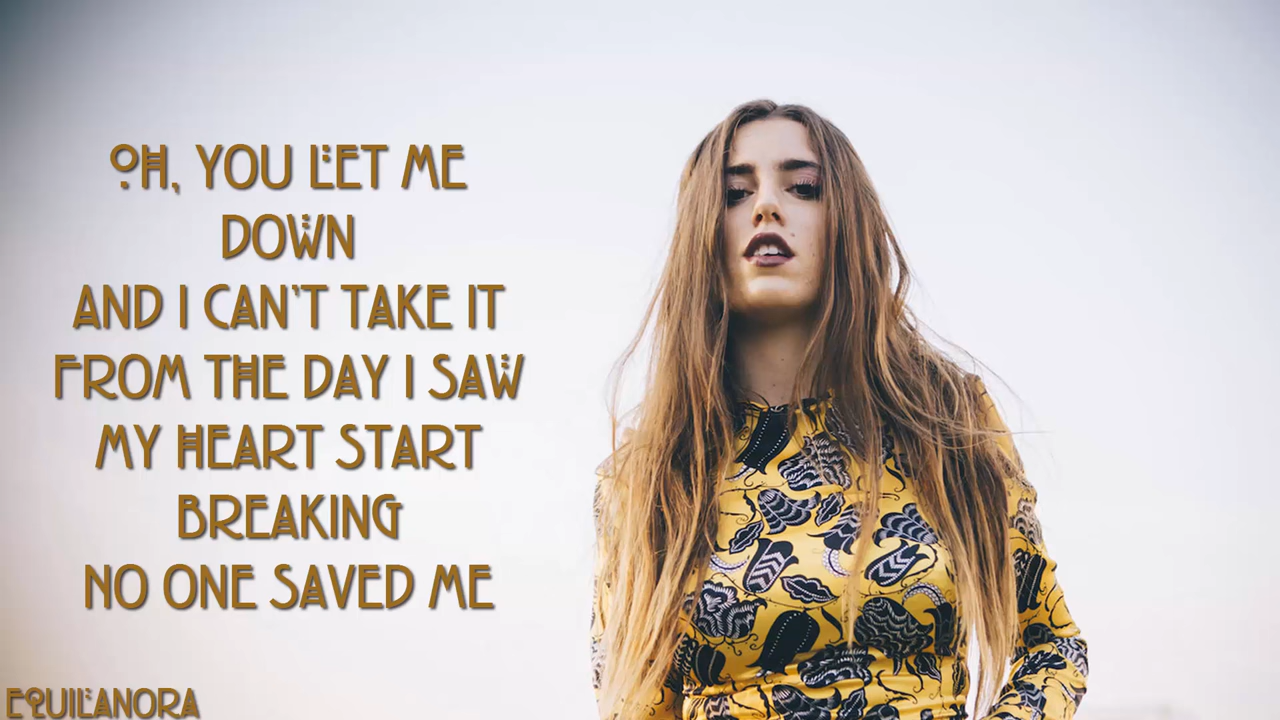 OH, YOU LET ME
DOWN
AND I CAN'T TAKE IT
FROM THE DAY I SAW
MY HEART START
BREAKING
NO ONE SAVED ME
EQUILANORA